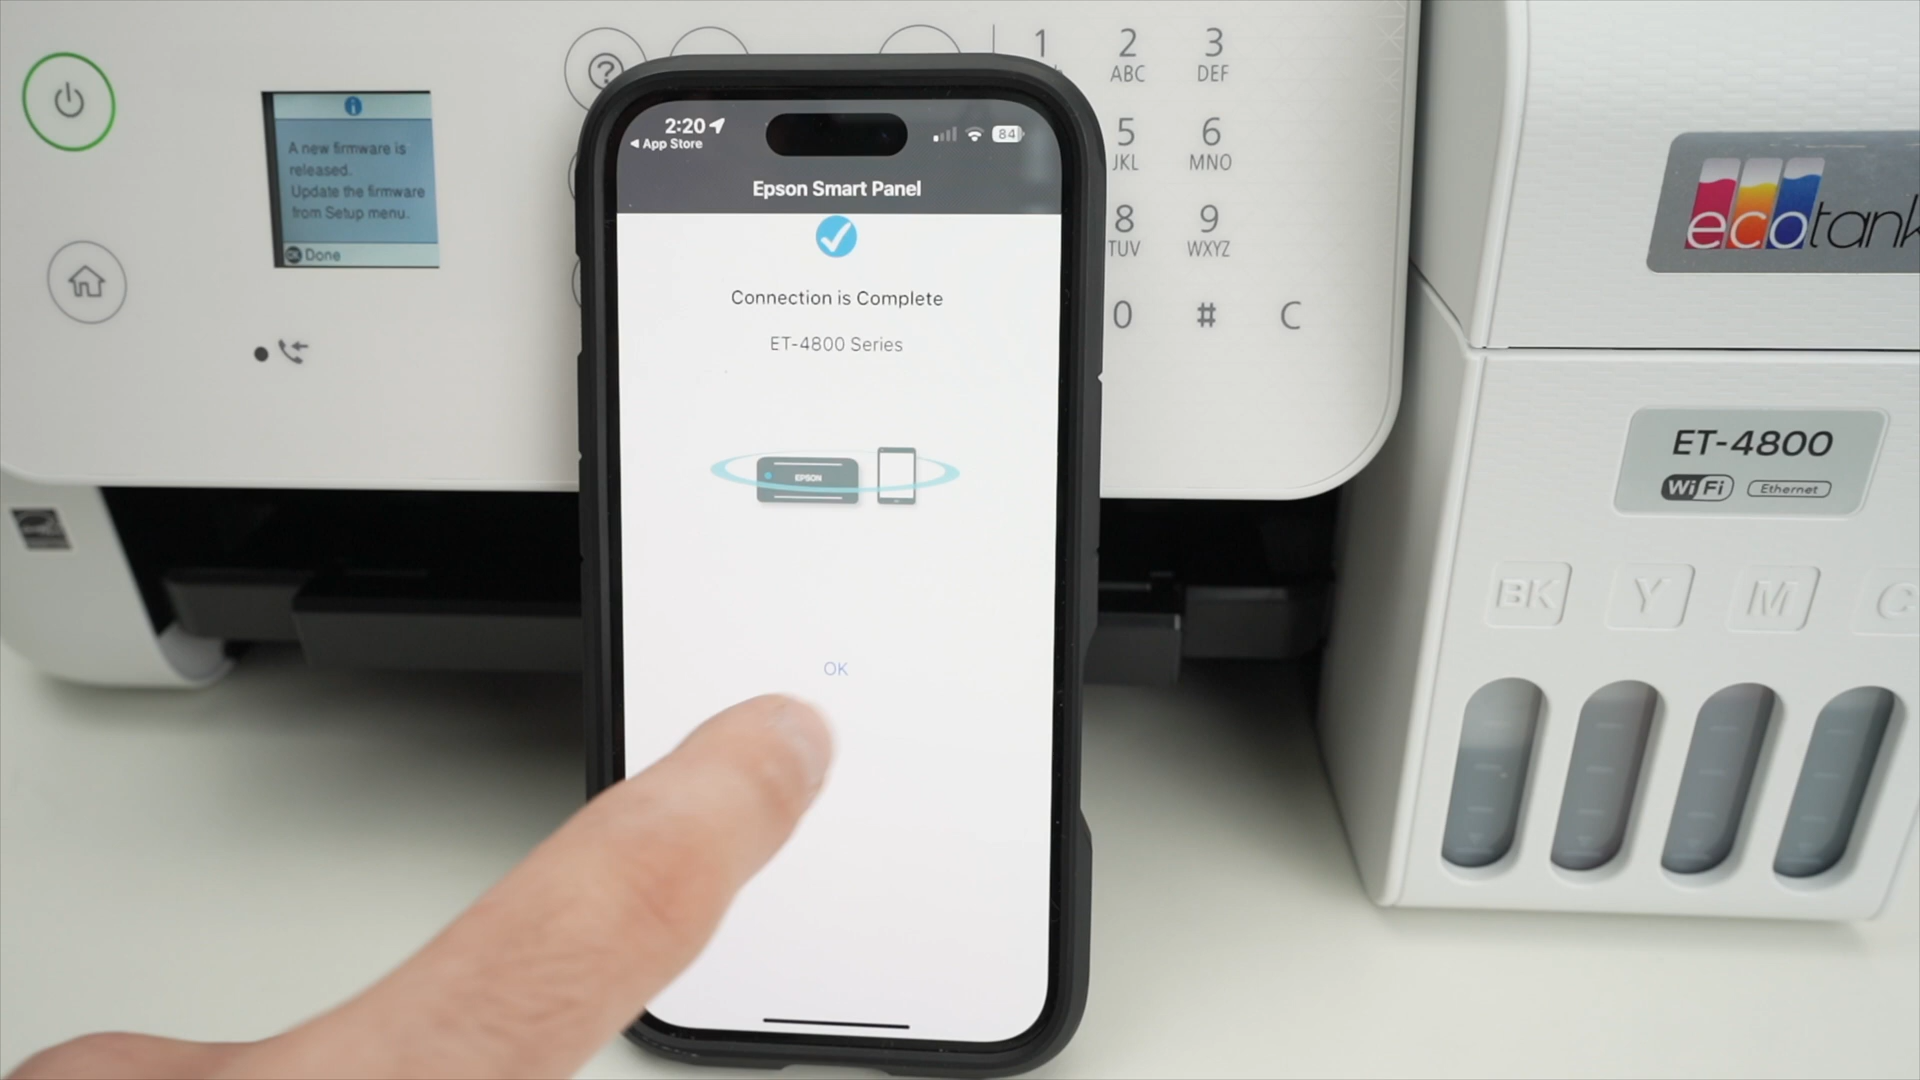 A new firmware is
released.
Update the firmware
from Setup menu.
OK Done
?
2:20
84
App Store
Epson Smart Panel
Connection is Complete
ET-4800 Series
EPSON
OK
1
2
ABC
3
DEF
5
JKL
6
MNO
8
TUV
9
WXYZ
0
#
C
ecotank
ET-4800
WiFi
Ethernet
BK
Y
M
C